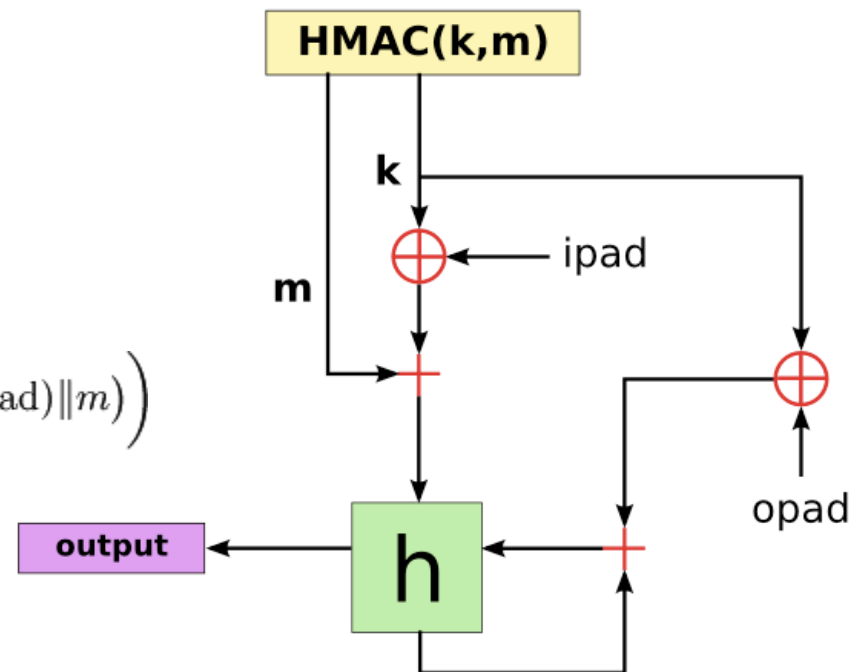 HMAC(k,m)
k
ipad
m
ad)∥m))
opad
output
h